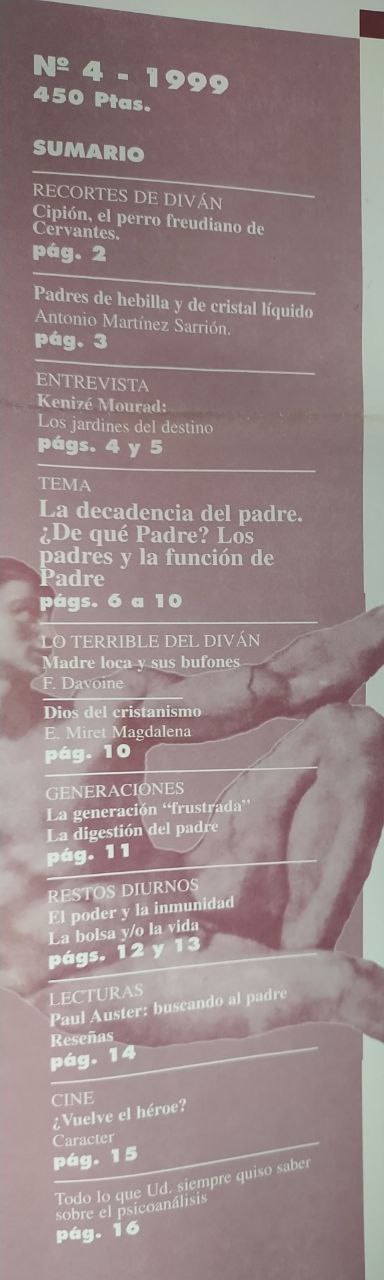 Nº 4 - 1999
450 Ptas.
SUMARIO
RECORTES DE DIVÁN
Cipión, el perro freudiano de
Cervantes.
pág. 2
Padres de hebilla y de cristal líquido
Antonio Martínez Sarrión.
pág. 3
ENTREVISTA
Kenizé Mourad:
Los jardines del destino
págs. 4 y 5
TEMA
La decadencia del padre.
¿De qué Padre? Los
padres y la función de
Padre
págs. 6 a 10
LO TERRIBLE DEL DIVÁN
Madre loca y sus bufones
F. Davoine
Dios del cristanismo
E. Miret Magdalena
pág. 10
GENERACIONES
La generación “frustrada”
La digestión del padre
pág. 11
RESTOS DIURNOS
El poder y la inmunidad
La bolsa y/o la vida
págs. 12 y 13
LECTURAS
Paul Auster: buscando al padre
Reseñas
pág. 14
CINE
¿Vuelve el héroe?
Caracter
pág. 15
Todo lo que Ud. siempre quiso saber
sobre el psicoanálisis
pág. 16